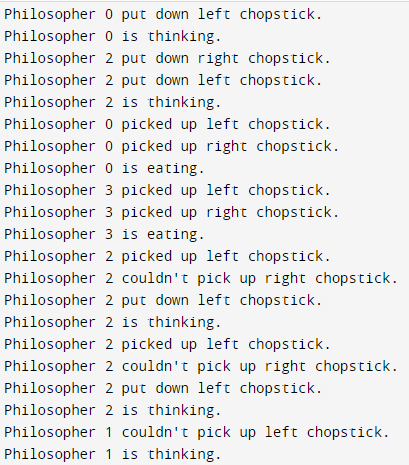 Philosopher 0 put down left chopstick.
Philosopher 0 is thinking.
Philosopher 2 put down right chopstick.
Philosopher 2 put down left chopstick.
Philosopher 2 is thinking.
Philosopher 0 picked up left chopstick.
Philosopher 0 picked up right chopstick.
Philosopher 0 is eating.
Philosopher 3 picked up left chopstick.
Philosopher 3 picked up right chopstick.
Philosopher 3 is eating.
Philosopher 2 picked up left chopstick.
Philosopher 2 couldn't pick up right chopstick.
Philosopher 2 put down left chopstick.
Philosopher 2 is thinking.
Philosopher 2 picked up left chopstick.
Philosopher 2 couldn't pick up right chopstick.
Philosopher 2 put down left chopstick.
Philosopher 2 is thinking.
Philosopher 1 couldn't pick up left chopstick.
Philosopher 1 is thinking.